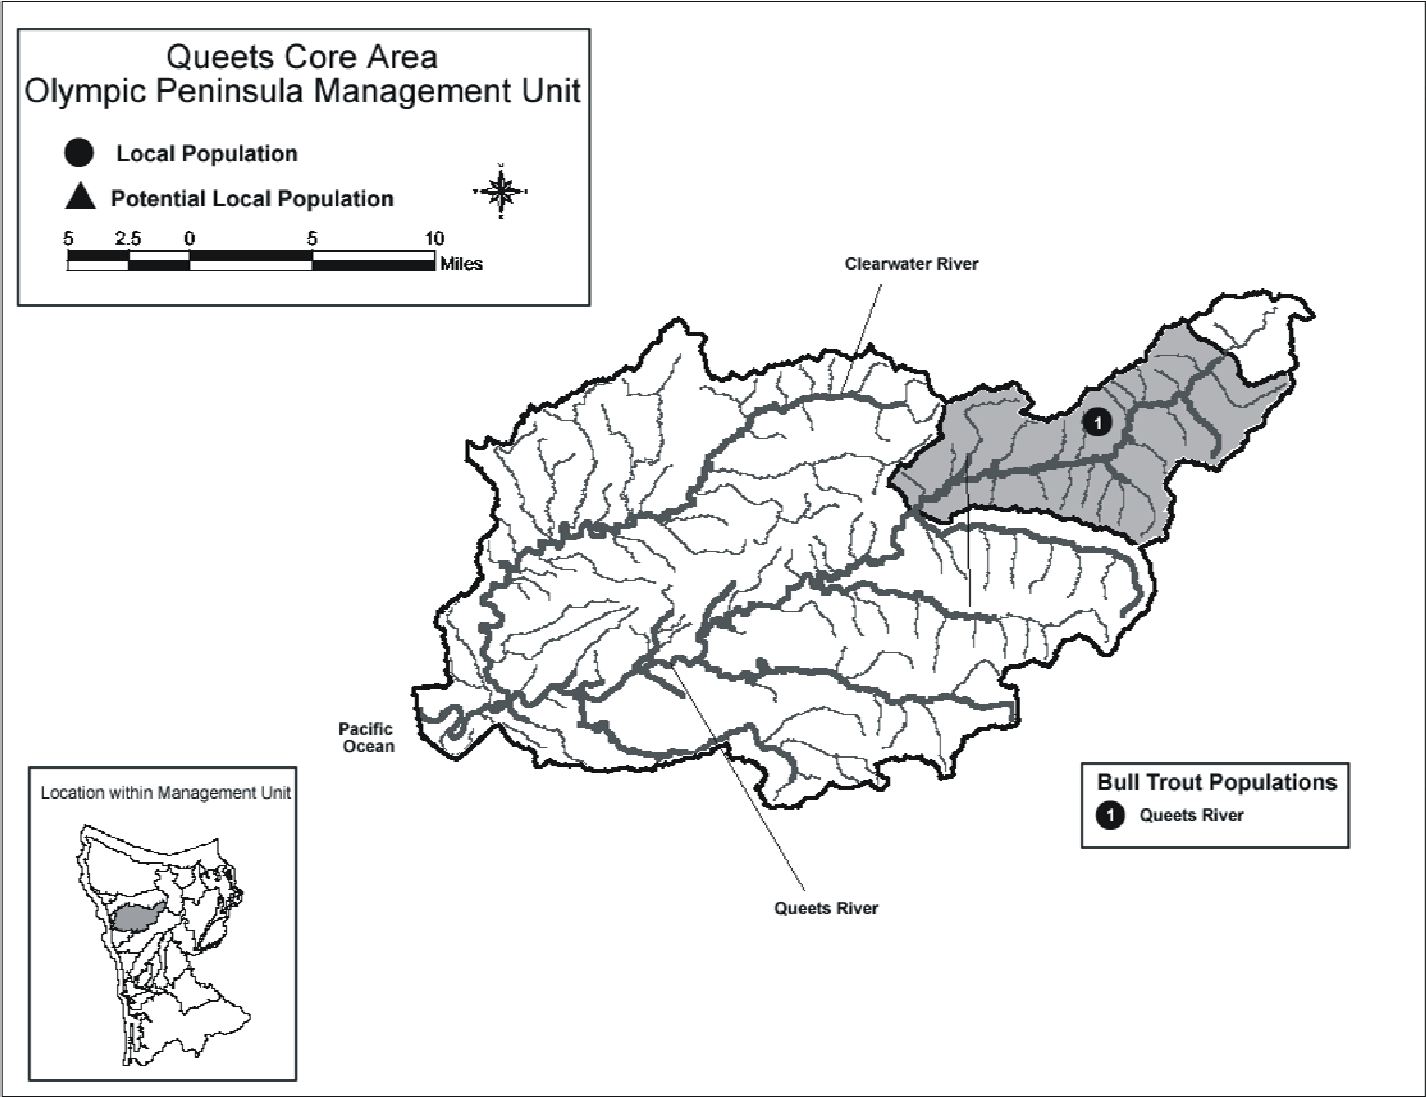 Queets Core Area
Olympic Peninsula Management Unit
Local Population
Potential Local Population
5 2.5 0 5 10
Miles
Clearwater River
1
Pacific
Ocean
Queets River
Location within Management Unit
Bull Trout Populations
1 Queets River